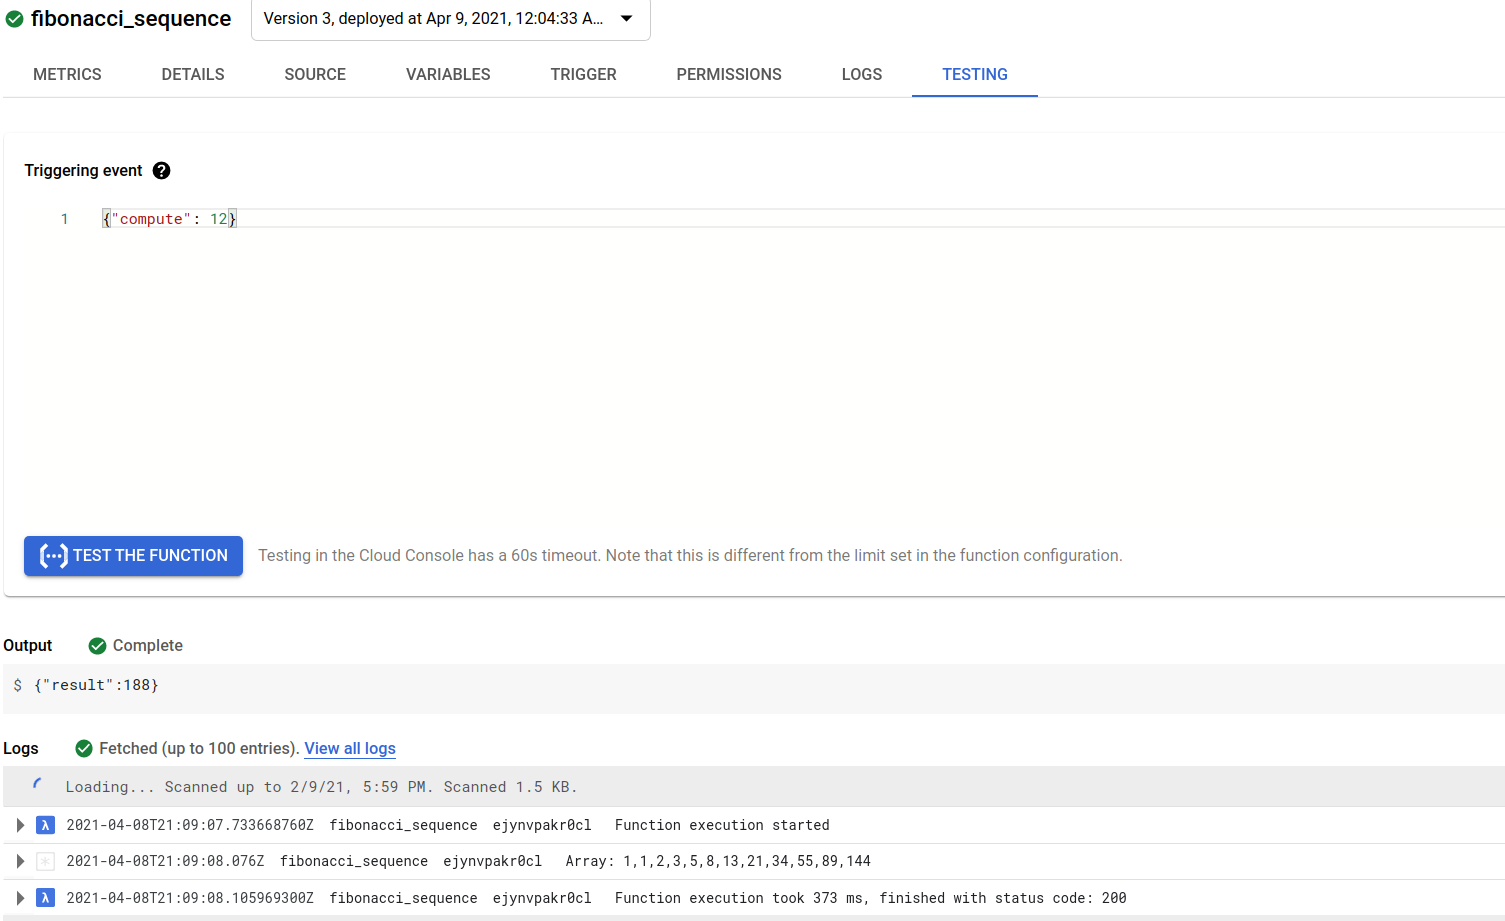 fibonacci_sequence
Version 3, deployed at Apr 9, 2021, 12:04:33 A...
METRICS DETAILS SOURCE VARIABLES TRIGGER PERMISSIONS LOGS TESTING
Triggering event ?
1 {"compute": 12}
[···] TEST THE FUNCTION Testing in the Cloud Console has a 60s timeout. Note that this is different from the limit set in the function configuration.
Output Complete
$ {"result":188}
Logs Fetched (up to 100 entries). View all logs
Loading... Scanned up to 2/9/21, 5:59 PM. Scanned 1.5 KB.
λ 2021-04-08T21:09:07.733668760Z fibonacci_sequence ejynvpakr0cl Function execution started
* 2021-04-08T21:09:08.076Z fibonacci_sequence ejynvpakr0cl Array: 1,1,2,3,5,8,13,21,34,55,89,144
λ 2021-04-08T21:09:08.105969300Z fibonacci_sequence ejynvpakr0cl Function execution took 373 ms, finished with status code: 200